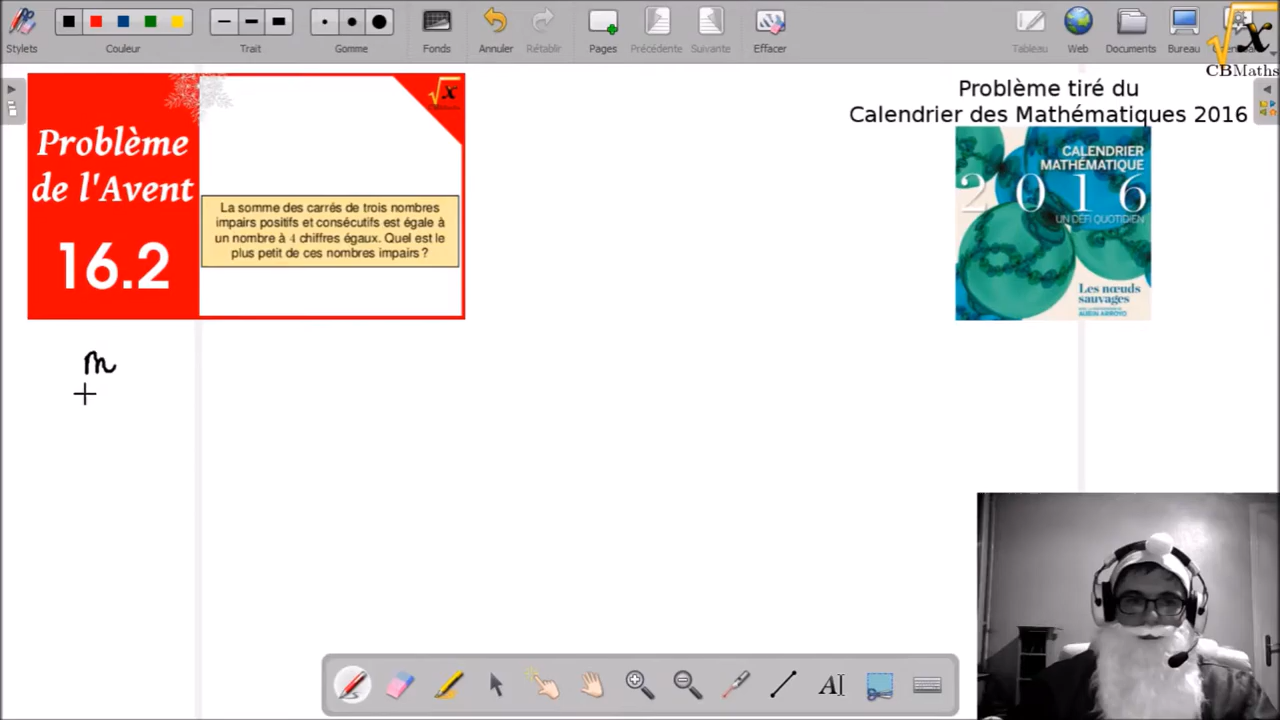 Stylets
Couleur
Trait
Gomme
Fonds
Annuler
Rétablir
Pages
Précédente
Suivante
Effacer
Tableau
Web
Documents
Bureau
√x
CBMaths
Problème
de l'Avent
16.2
La somme des carrés de trois nombres
impairs positifs et consécutifs est égale à
un nombre à 4 chiffres égaux. Quel est le
plus petit de ces nombres impairs ?
Problème tiré du
Calendrier des Mathématiques 2016
CALENDRIER
MATHÉMATIQUE
2016
UN DÉFI QUOTIDIEN
Les nœuds
sauvages
AUBIN ARROYO
n
AI